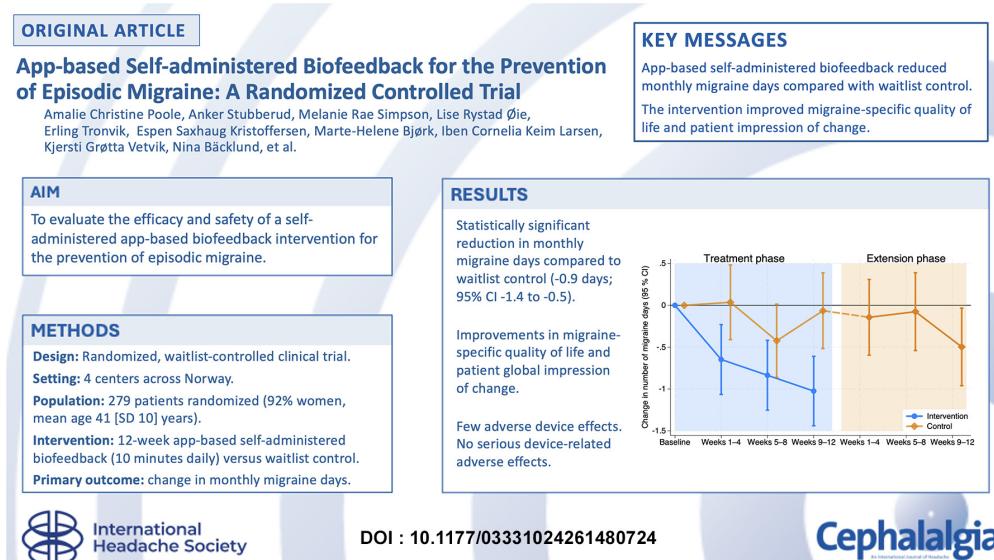 ORIGINAL ARTICLE
App-based Self-administered Biofeedback for the Prevention
of Episodic Migraine: A Randomized Controlled Trial
Amalie Christine Poole, Anker Stubberud, Melanie Rae Simpson, Lise Rystad Øie,
Erling Tronvik, Espen Saxhaug Kristoffersen, Marte-Helene Bjørk, Iben Cornelia Keim Larsen,
Kjersti Grøtta Vetvik, Nina Bäcklund, et al.
KEY MESSAGES
App-based self-administered biofeedback reduced
monthly migraine days compared with waitlist control.
The intervention improved migraine-specific quality of
life and patient impression of change.
AIM
To evaluate the efficacy and safety of a self-
administered app-based biofeedback intervention for
the prevention of episodic migraine.
METHODS
Design: Randomized, waitlist-controlled clinical trial.
Setting: 4 centers across Norway.
Population: 279 patients randomized (92% women,
mean age 41 [SD 10] years).
Intervention: 12-week app-based self-administered
biofeedback (10 minutes daily) versus waitlist control.
Primary outcome: change in monthly migraine days.
RESULTS
Statistically significant
reduction in monthly
migraine days compared to
waitlist control (-0.9 days;
95% CI -1.4 to -0.5).
Improvements in migraine-
specific quality of life and
patient global impression
of change.
Few adverse device effects.
No serious device-related
adverse effects.
Treatment phase
Extension phase
Change in number of migraine days (95 % CI)
.5
0
-.5
-1
-1.5
Intervention
Control
Baseline Weeks 1–4 Weeks 5–8 Weeks 9–12 Weeks 1–4 Weeks 5–8 Weeks 9–12
International
Headache Society
DOI : 10.1177/03331024261480724
Cephalalgia
An International Journal of Headache